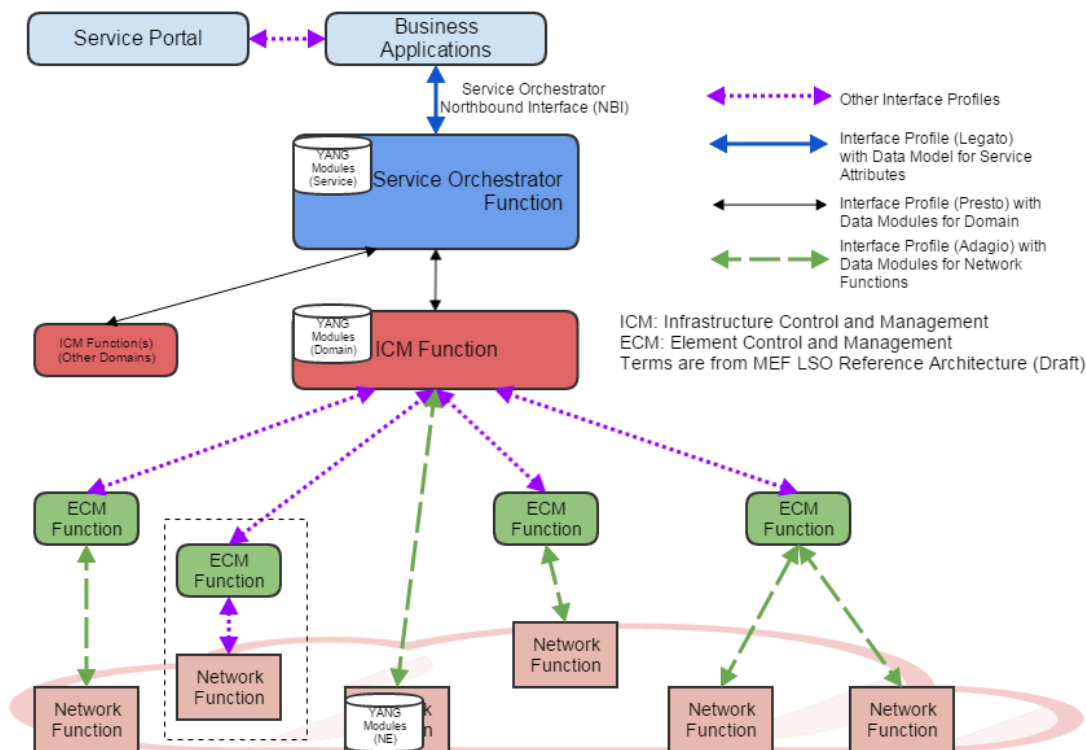 Service Portal
Business
Applications
Service Orchestrator
Northbound Interface (NBI)
Other Interface Profiles
Interface Profile (Legato)
with Data Model for Service
Attributes
Interface Profile (Presto) with
Data Modules for Domain
Interface Profile (Adagio) with
Data Modules for Network
Functions
YANG
Modules
(Service)
Service Orchestrator
Function
ICM Function(s)
(Other Domains)
YANG
Modules
(Domain)
ICM Function
ICM: Infrastructure Control and Management
ECM: Element Control and Management
Terms are from MEF LSO Reference Architecture (Draft)
ECM
Function
ECM
Function
ECM
Function
ECM
Function
Network
Function
Network
Function
Network
Function
YANG
Modules
(NE)
k
Network
Function
Network
Function
Network
Function